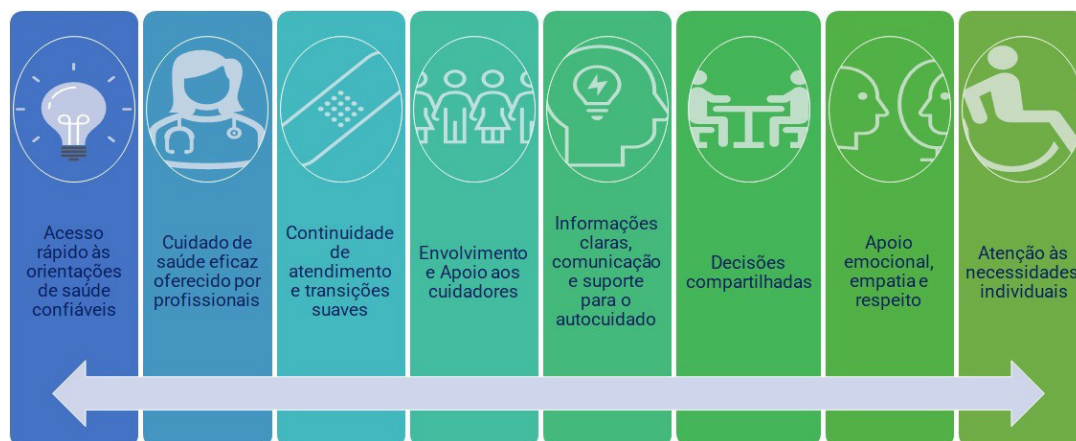 Acesso
rápido às
orientações
de saúde
confiáveis
Cuidado de
saúde eficaz
oferecido por
profissionais
Continuidade
de
atendimento
e transições
suaves
Envolvimento
e Apoio aos
cuidadores
Informações
claras,
comunicação
e suporte
para o
autocuidado
Decisões
compartilhadas
Apoio
emocional,
empatia e
respeito
Atenção às
necessidades
individuais